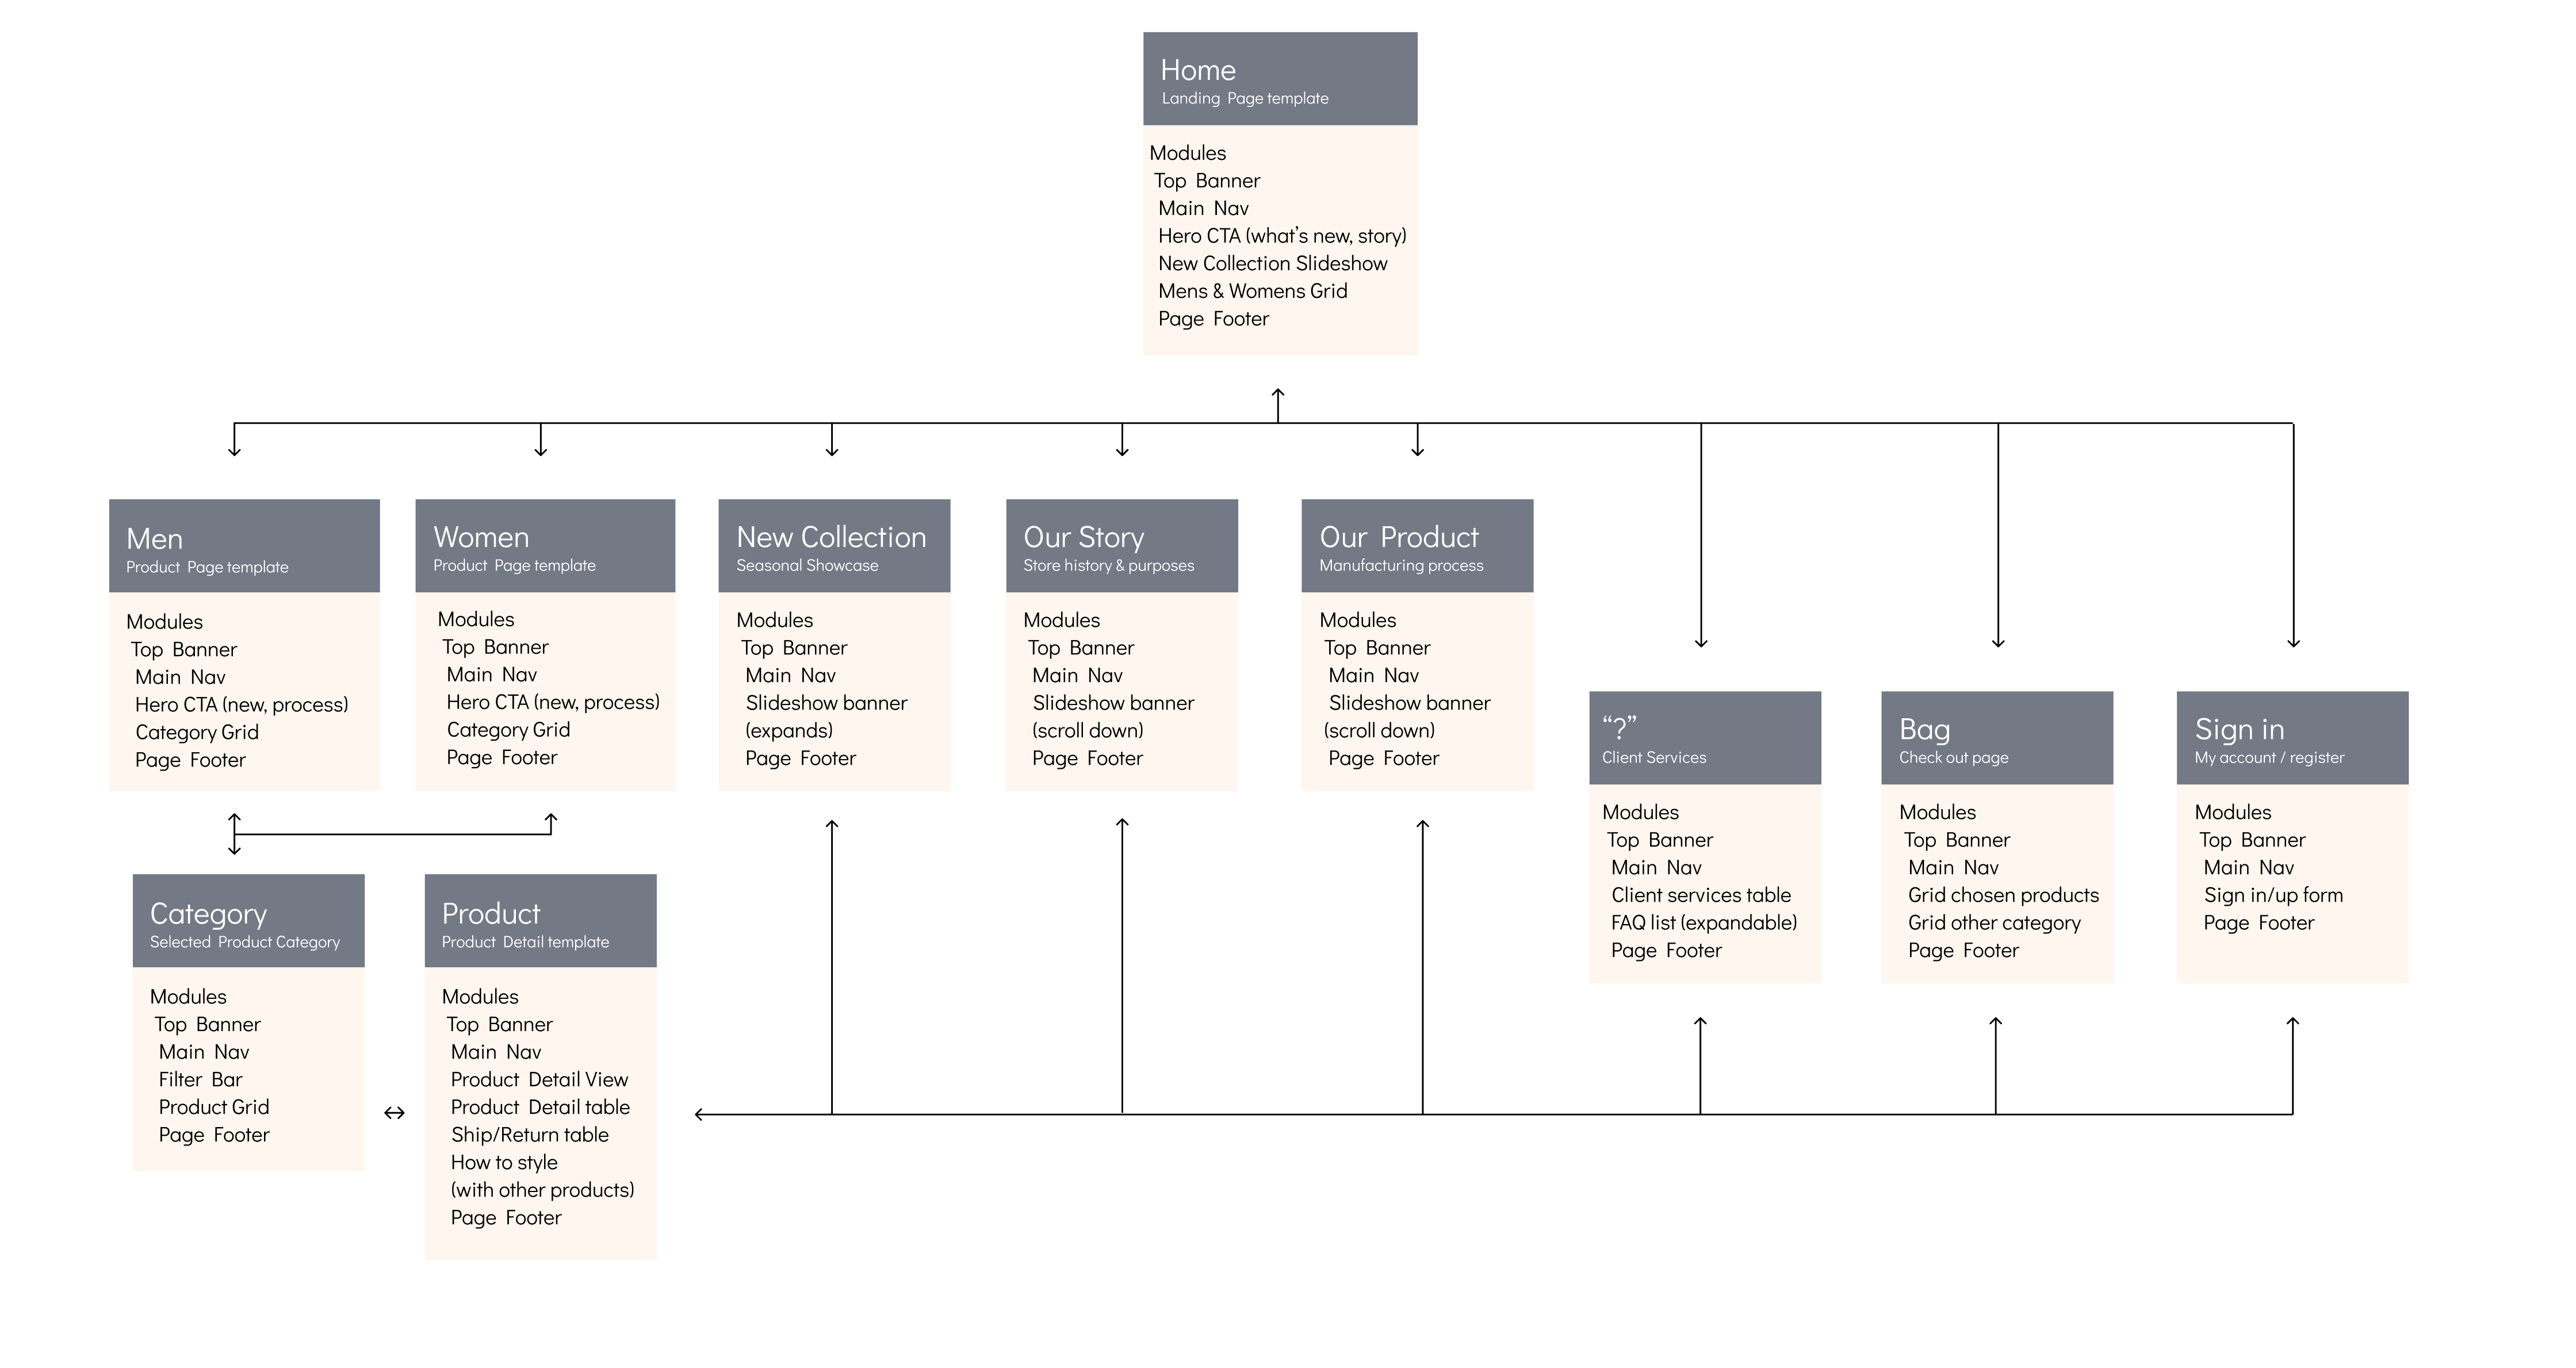 Home
Landing Page template
Modules
Top Banner
Main Nav
Hero CTA (what’s new, story)
New Collection Slideshow
Mens & Womens Grid
Page Footer
Men
Product Page template
Modules
Top Banner
Main Nav
Hero CTA (new, process)
Category Grid
Page Footer
Women
Product Page template
Modules
Top Banner
Main Nav
Hero CTA (new, process)
Category Grid
Page Footer
New Collection
Seasonal Showcase
Modules
Top Banner
Main Nav
Slideshow banner
(expands)
Page Footer
Our Story
Store history & purposes
Modules
Top Banner
Main Nav
Slideshow banner
(scroll down)
Page Footer
Our Product
Manufacturing process
Modules
Top Banner
Main Nav
Slideshow banner
(scroll down)
Page Footer
“?”
Client Services
Modules
Top Banner
Main Nav
Client services table
FAQ list (expandable)
Page Footer
Bag
Check out page
Modules
Top Banner
Main Nav
Grid chosen products
Grid other category
Page Footer
Sign in
My account / register
Modules
Top Banner
Main Nav
Sign in/up form
Page Footer
Category
Selected Product Category
Modules
Top Banner
Main Nav
Filter Bar
Product Grid
Page Footer
Product
Product Detail template
Modules
Top Banner
Main Nav
Product Detail View
Product Detail table
Ship/Return table
How to style
(with other products)
Page Footer